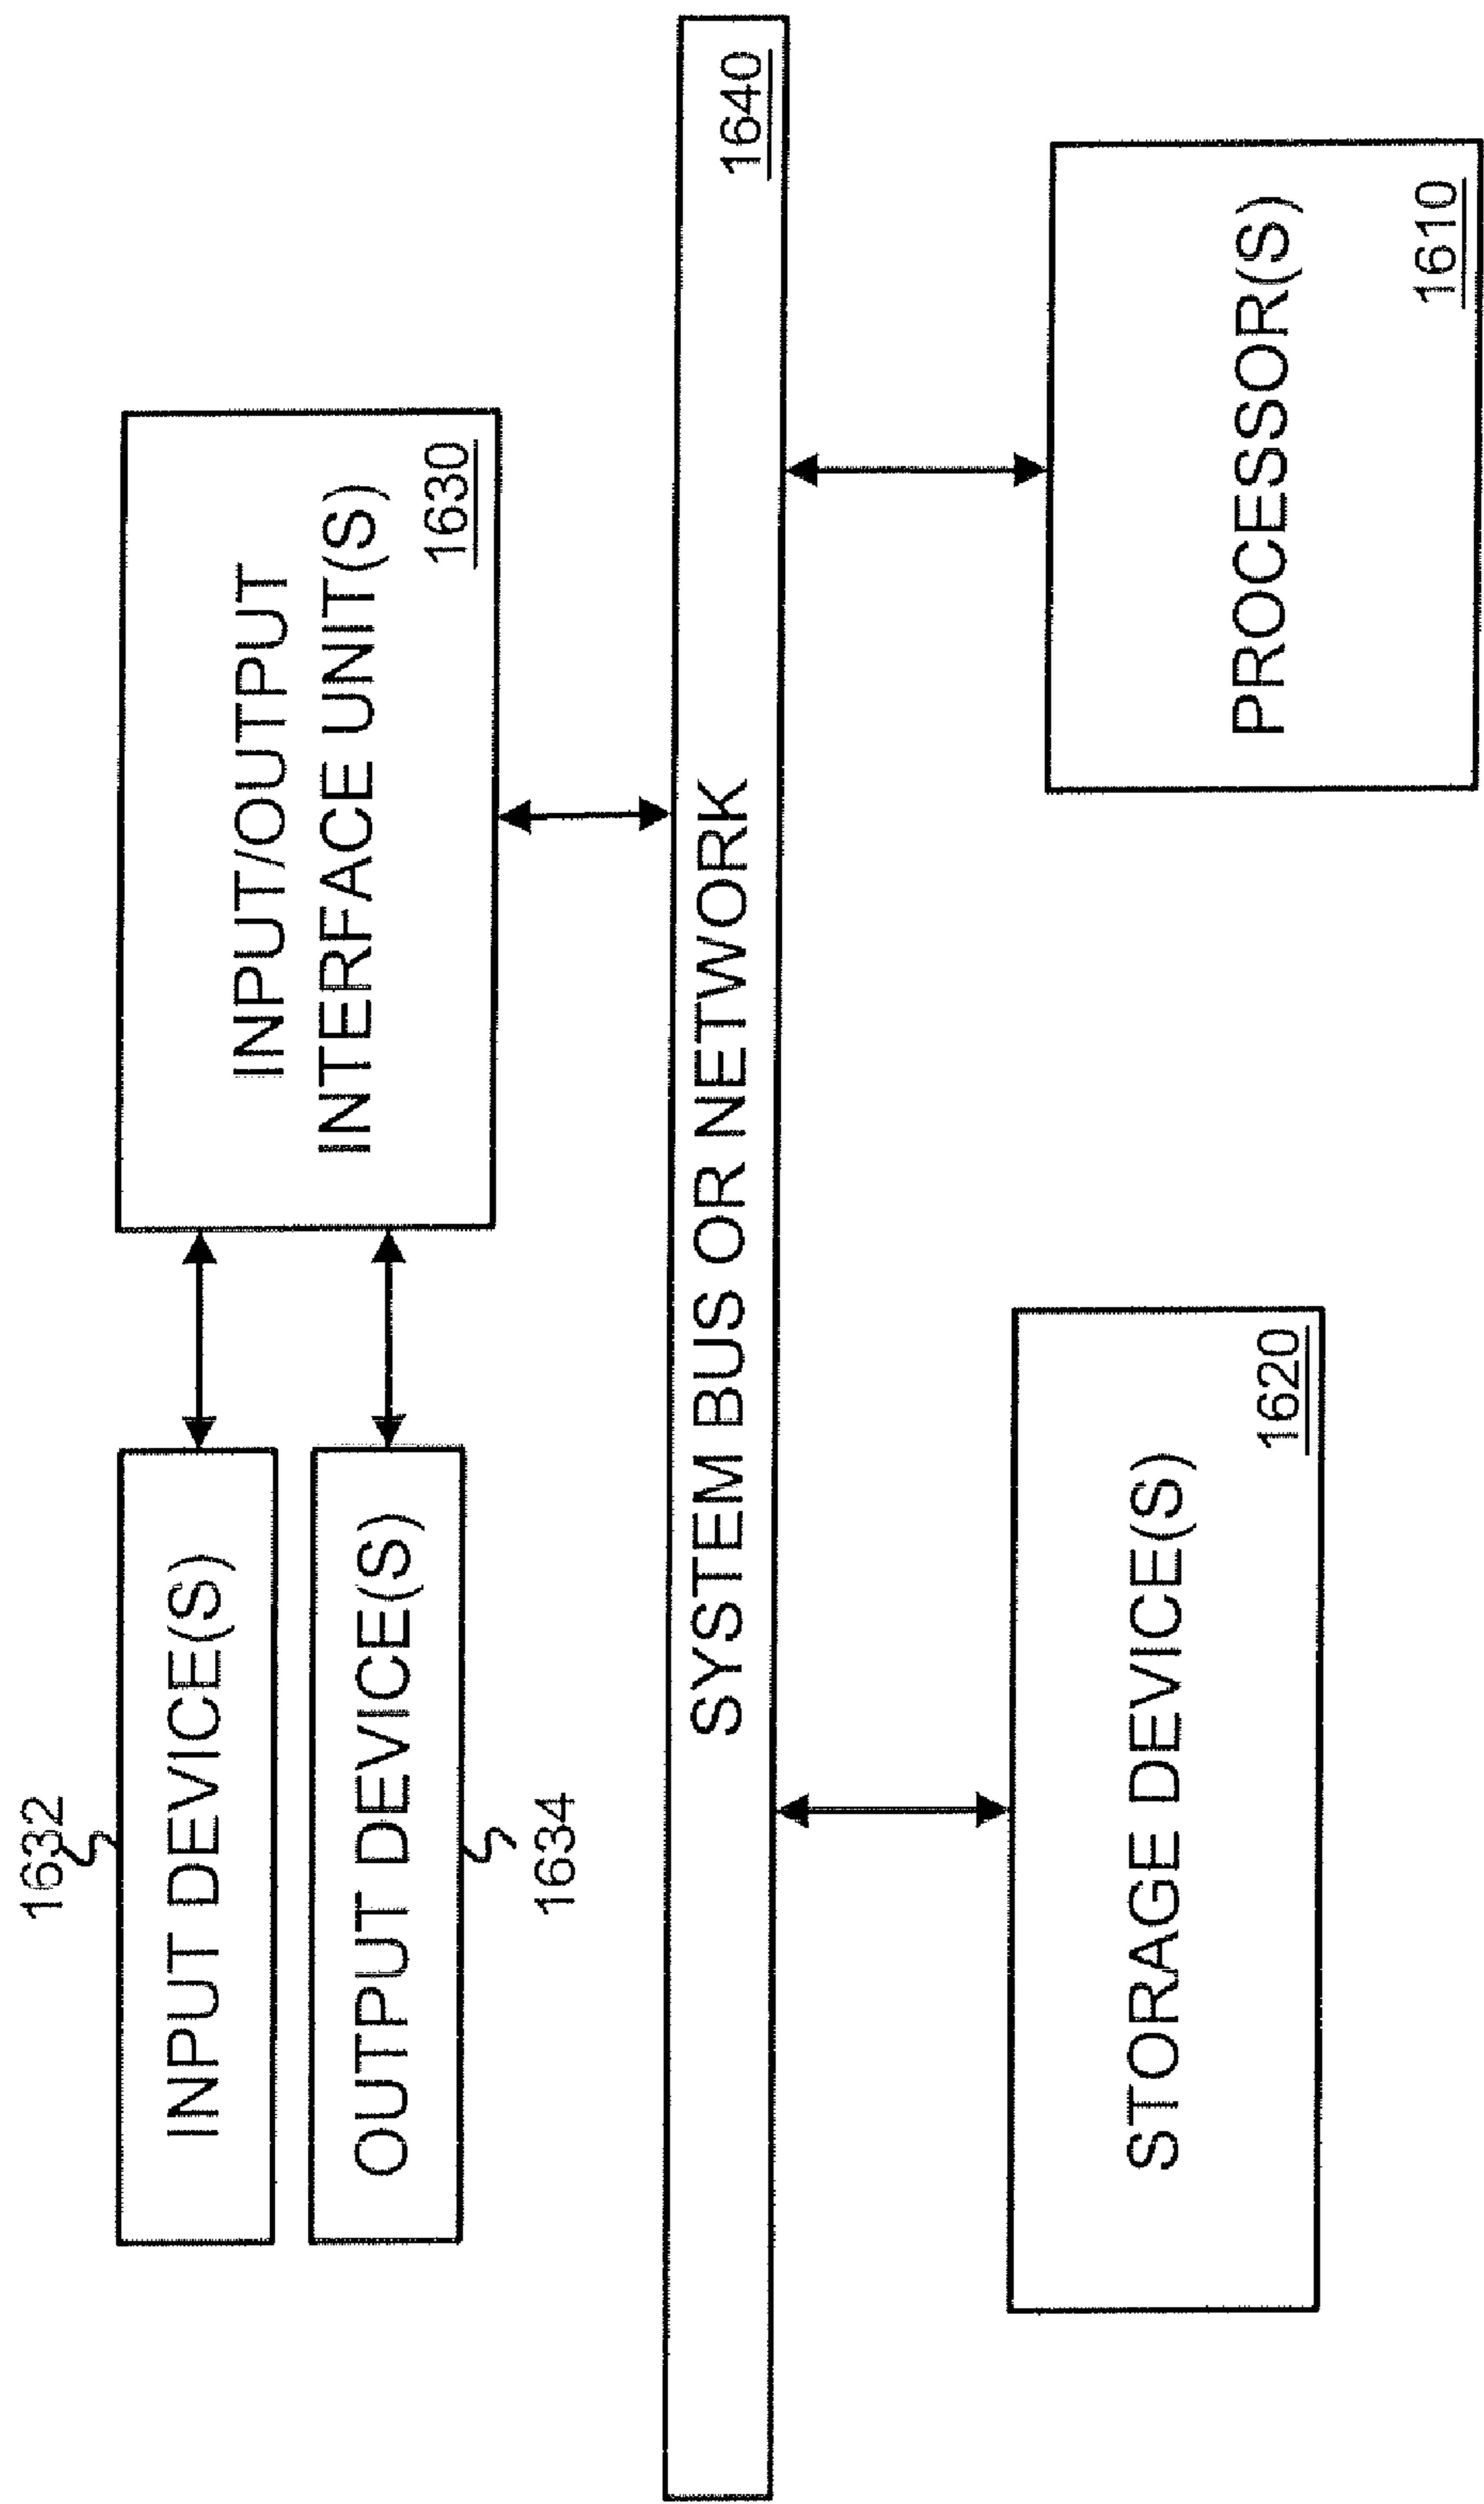 1632
INPUT DEVICE(S)
OUTPUT DEVICE(S)
1634
INPUT/OUTPUT
INTERFACE UNIT(S)
1630
SYSTEM BUS OR NETWORK
1640
STORAGE DEVICE(S)
1620
PROCESSOR(S)
1610